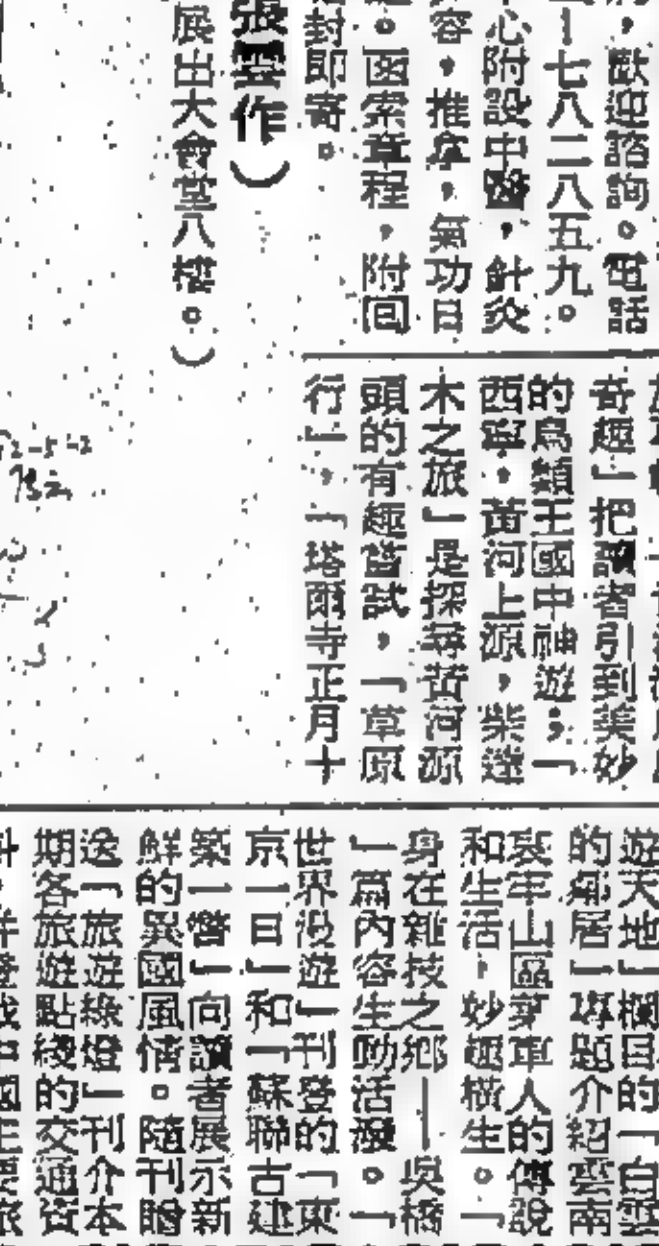 ，歡迎諮詢。電話
七八二八五九。
心附設中醫，針灸
容，推拿，氣功日
。函索章程，附回
封即寄。
張雲作）
展出大會堂八樓。）
奇趣」把讀者引到美妙
的鳥類王國中神遊；「
西寧，黃河上源，柴達
木之旅」是探尋黃河源
頭的有趣嘗試，「草原
行」，「塔爾寺正月十
遊天地」欄目的「白雲
的鄰居」專題介紹雲南
哀牢山區芽車人的傳說
和生活，妙趣橫生。「
身在雜技之鄉—吳橋
」一篇內容生動活潑。「
世界漫遊」刊登的「東
京一日」和「蘇聯古建
築一瞥」向讀者展示新
鮮的異國風情。隨刊贈
送「旅遊綠燈」刊介本
期各旅遊點綫的交通資